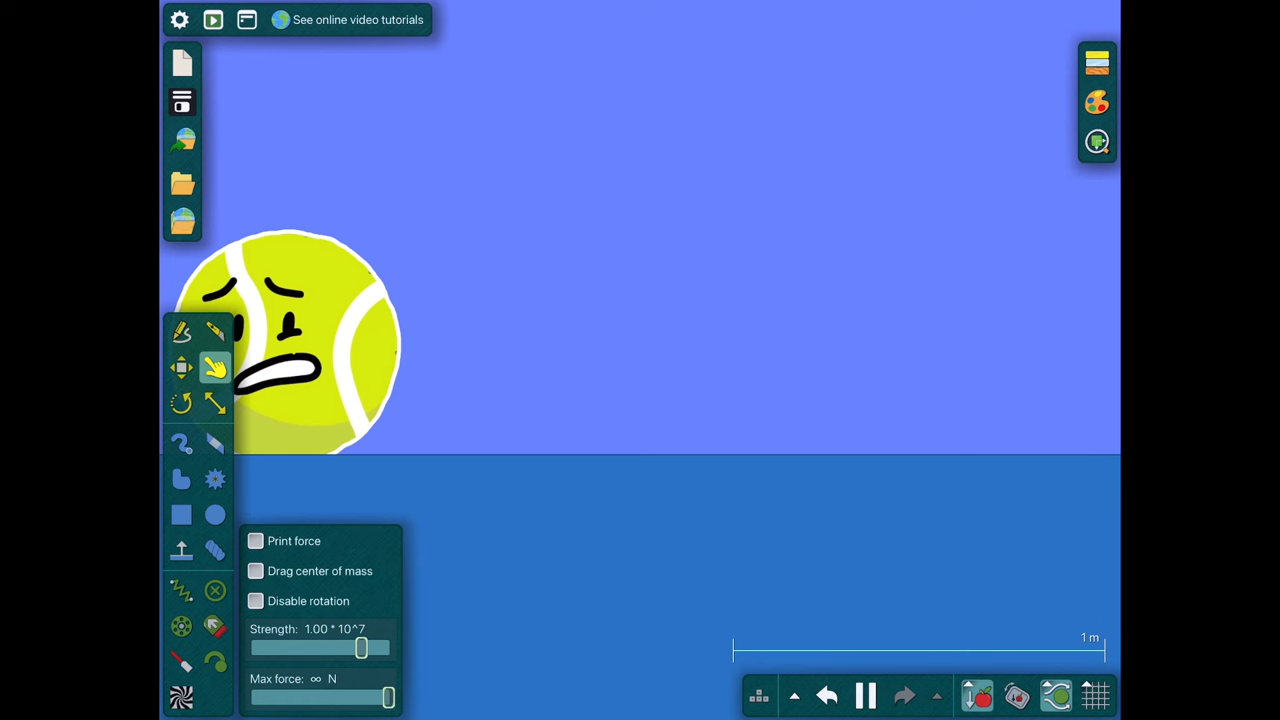 See online video tutorials
Print force
Drag center of mass
Disable rotation
Strength: 1.00 * 10^7
Max force: ∞ N
1 m